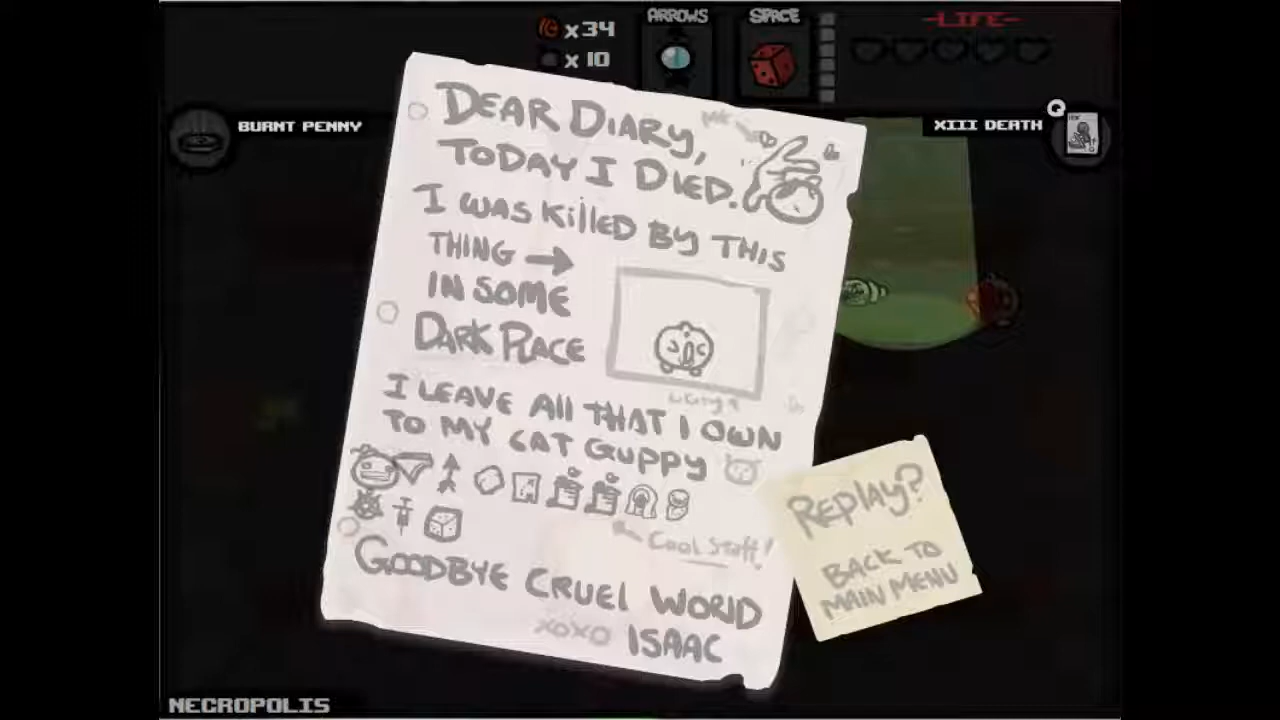 x34
x 10
ARROWS
SPACE
-LIFE-
BURNT PENNY
XIII DEATH
Q
DEAR DIARY,
TODAY I DIED.
ME
I WAS KillED BY THIS
THING →
IN SOME
DARK PLACE
I LEAVE All THAT I OWN
TO MY CAT GUPPY
Cool Stuff!
GOODBYE CRUEl WORlD
XOXO ISAAC
REPlAY?
BACK TO
MAIN MENU
NECROPOLIS